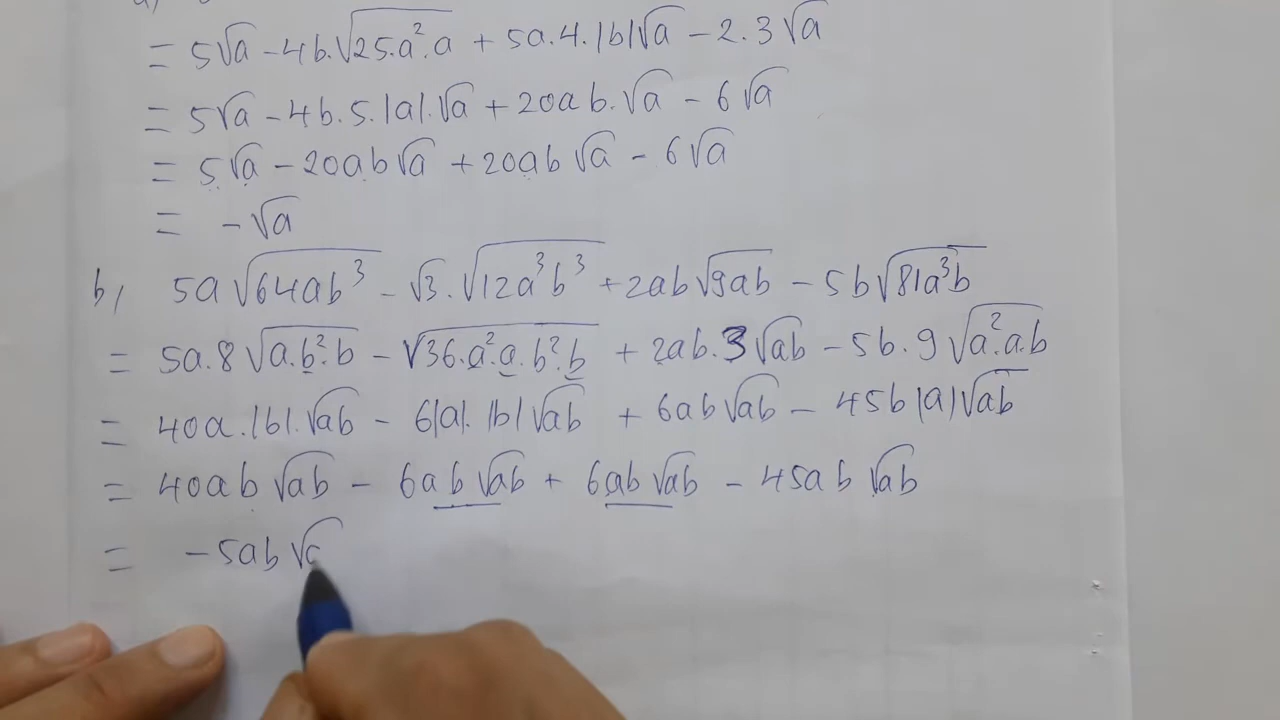 = 5√a - 4b.√25.a².a + 5a.4.|b|√a - 2.3√a
= 5√a - 4b.5.|a|.√a + 20ab.√a - 6√a
= 5√a - 20ab√a + 20ab√a - 6√a
= -√a
b, 5a√64ab³ - √3.√12a³b³ + 2ab√9ab - 5b√81a³b
= 5a.8√a.b².b - √36.a².a.b².b + 2ab.3√ab - 5b.9√a².a.b
= 40a.|b|.√ab - 6|a|.|b|√ab + 6ab√ab - 45b|a|√ab
= 40ab√ab - 6ab√ab + 6ab√ab - 45ab√ab
= -5ab√a